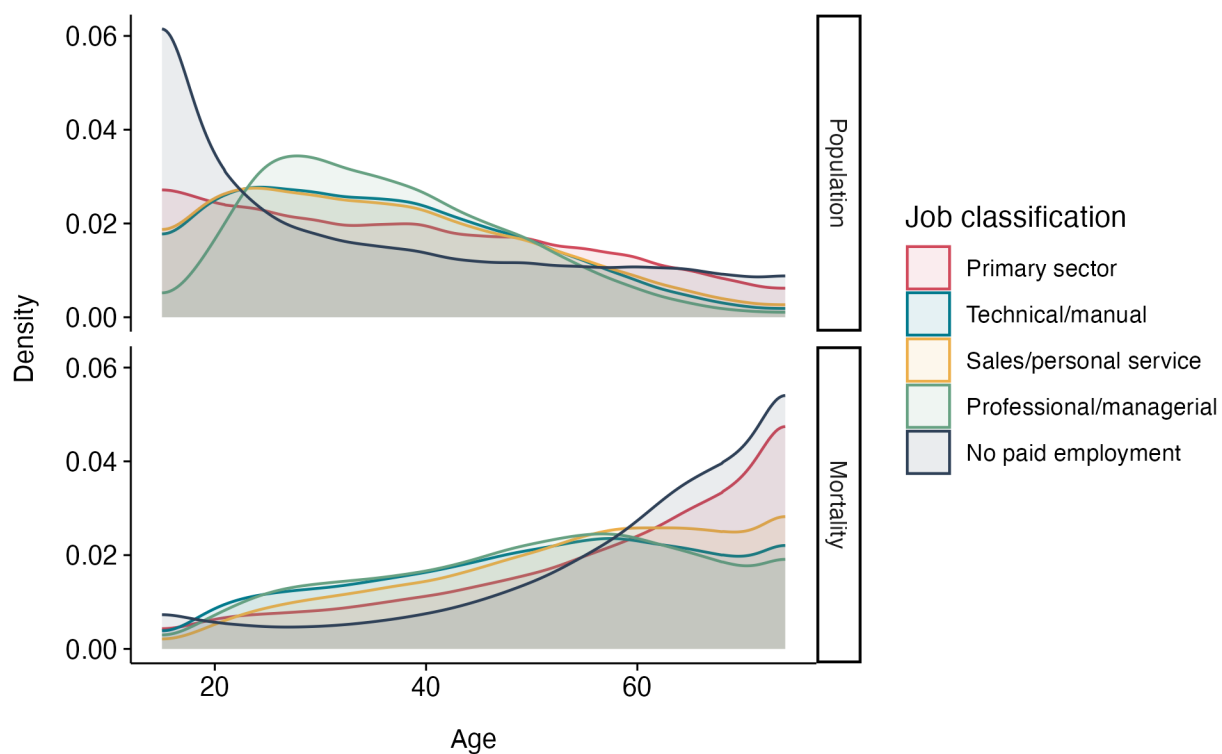 0.06
0.04
0.02
0.00
Population
0.06
0.04
0.02
0.00
Mortality
Density
20
40
60
Age
Job classification
Primary sector
Technical/manual
Sales/personal service
Professional/managerial
No paid employment